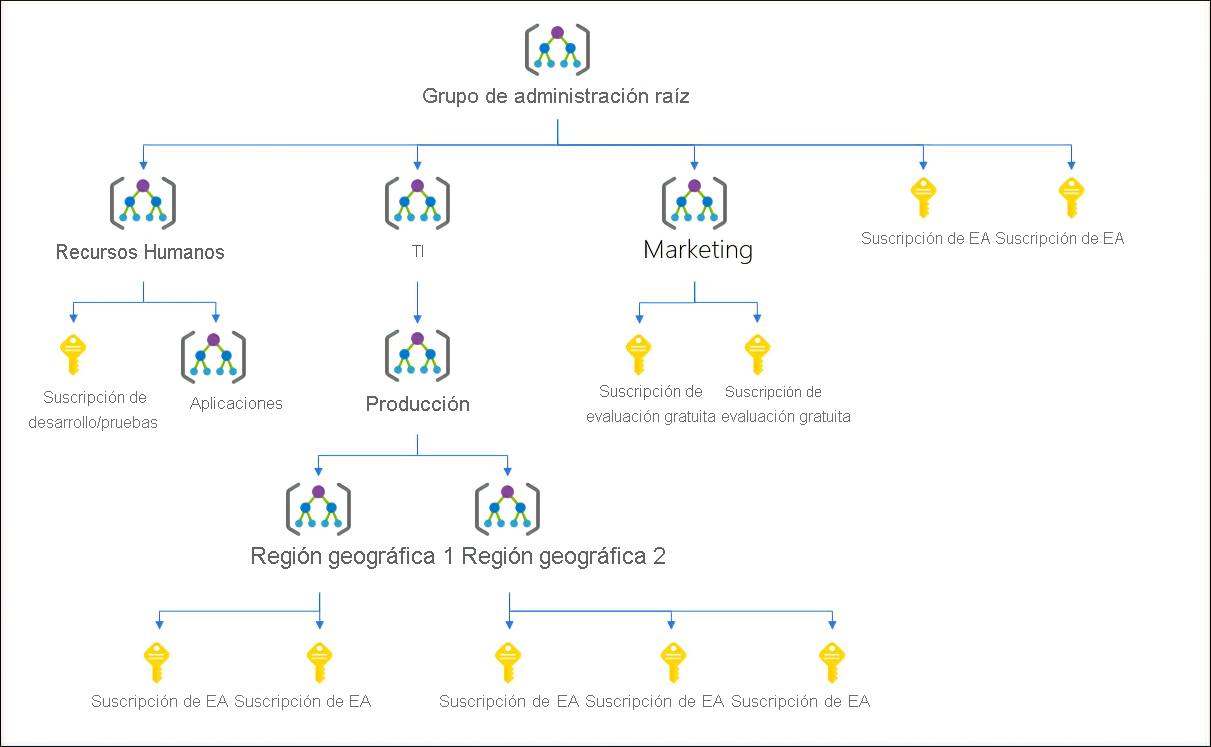 Grupo de administración raíz
Recursos Humanos
TI
Marketing
Suscripción de EA
Suscripción de EA
Suscripción de
desarrollo/pruebas
Aplicaciones
Producción
Suscripción de
evaluación gratuita
Suscripción de
evaluación gratuita
Región geográfica 1
Región geográfica 2
Suscripción de EA
Suscripción de EA
Suscripción de EA
Suscripción de EA
Suscripción de EA